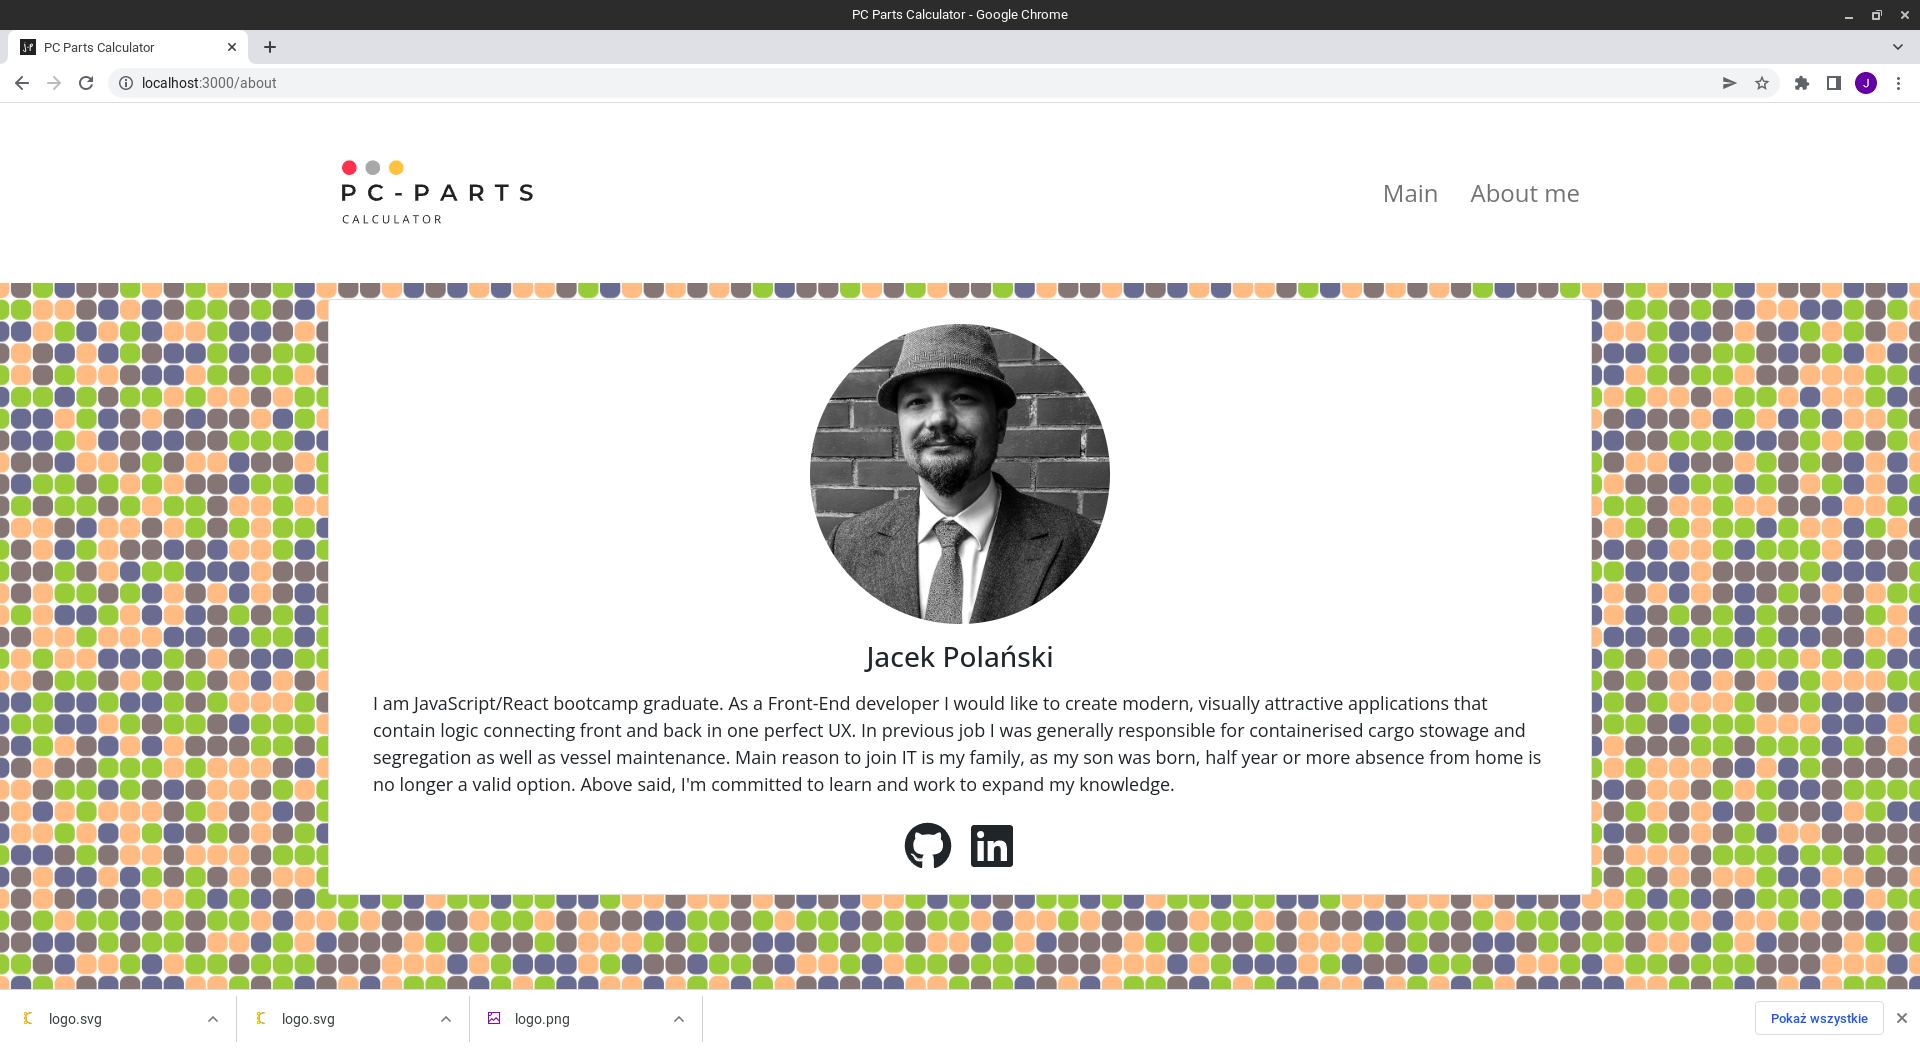 PC Parts Calculator - Google Chrome
PC Parts Calculator
localhost:3000/about
J
PC-PARTS
CALCULATOR
Main About me
Jacek Polański
I am JavaScript/React bootcamp graduate. As a Front-End developer I would like to create modern, visually attractive applications that
contain logic connecting front and back in one perfect UX. In previous job I was generally responsible for containerised cargo stowage and
segregation as well as vessel maintenance. Main reason to join IT is my family, as my son was born, half year or more absence from home is
no longer a valid option. Above said, I'm committed to learn and work to expand my knowledge.
in
logo.svg logo.svg logo.png Pokaż wszystkie